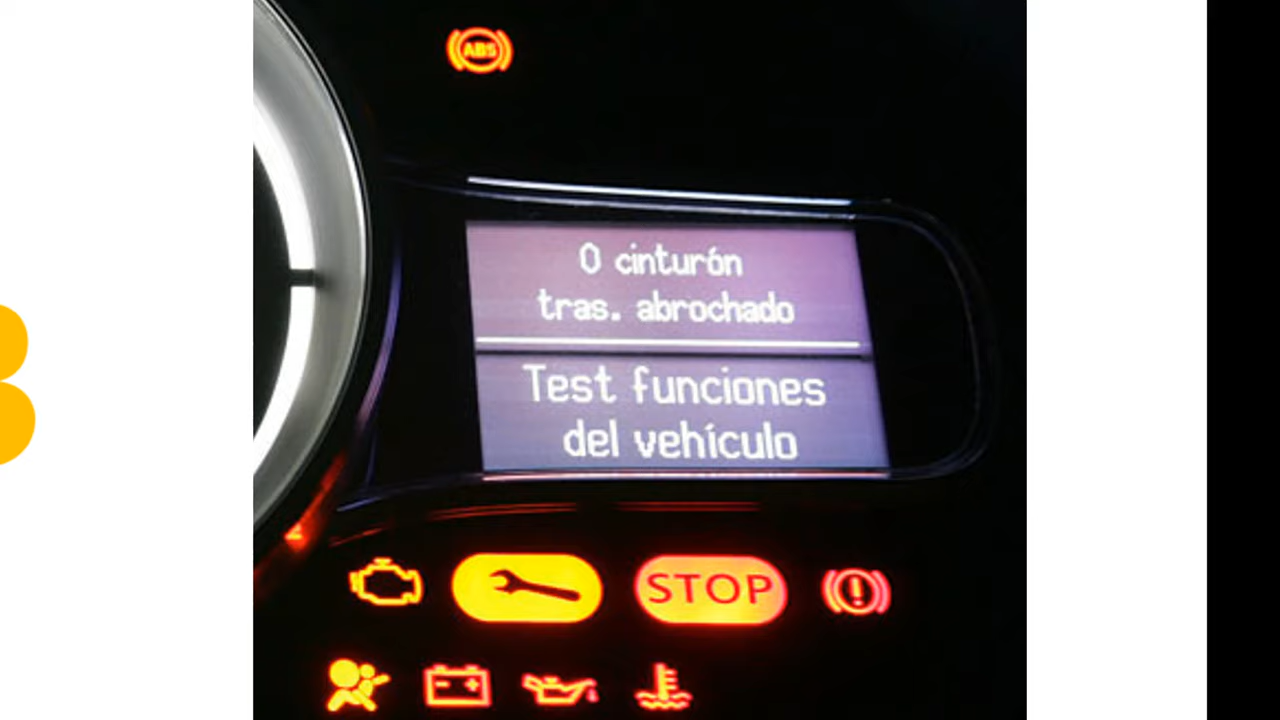 ABS
0 cinturón
tras. abrochado
Test funciones
del vehículo
STOP